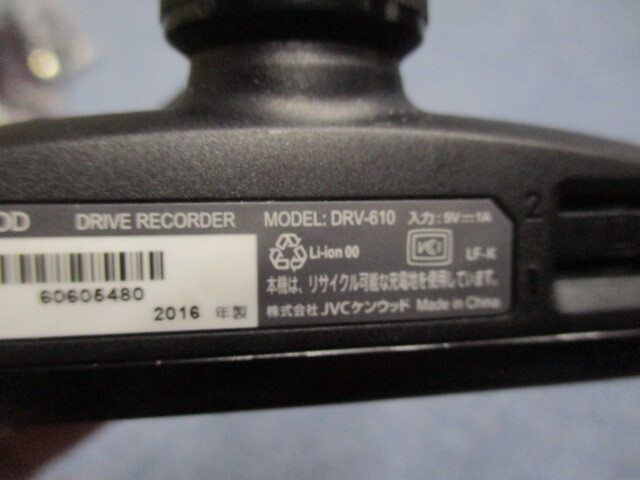 OD DRIVE RECORDER MODEL: DRV-610 入力:5V⎓1A
Li-ion 00
LF-K
本機は、リサイクル可能な充電池を使用しています。
60605480
2016 年製
株式会社 JVCケンウッド Made in China
2